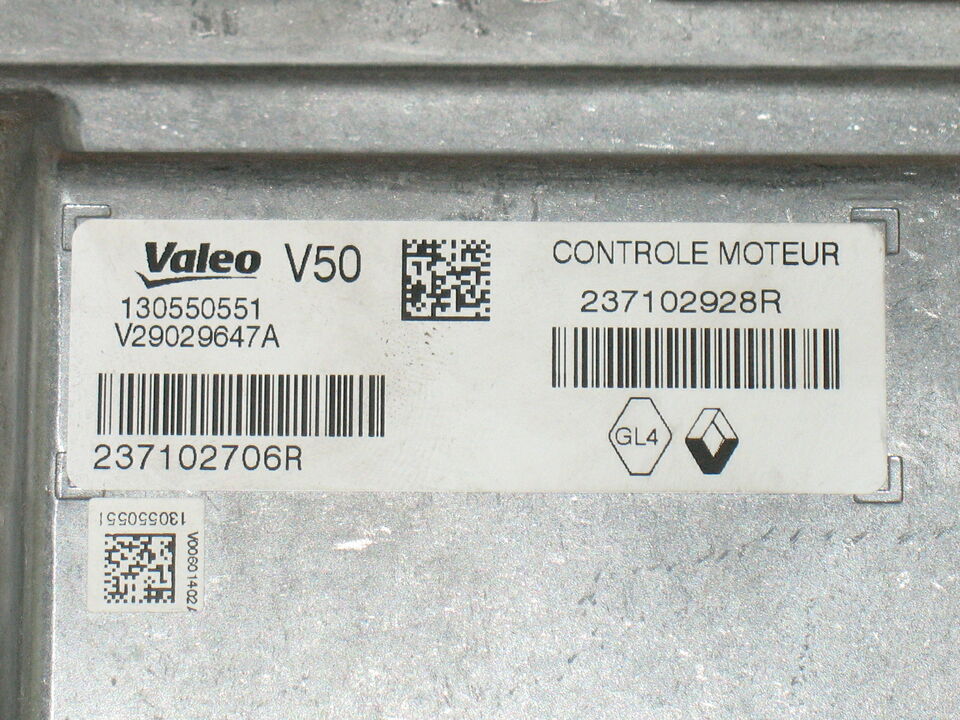 Valeo V50
130550551
V29029647A
237102706R
CONTROLE MOTEUR
237102928R
GL4
130550551
V00601402